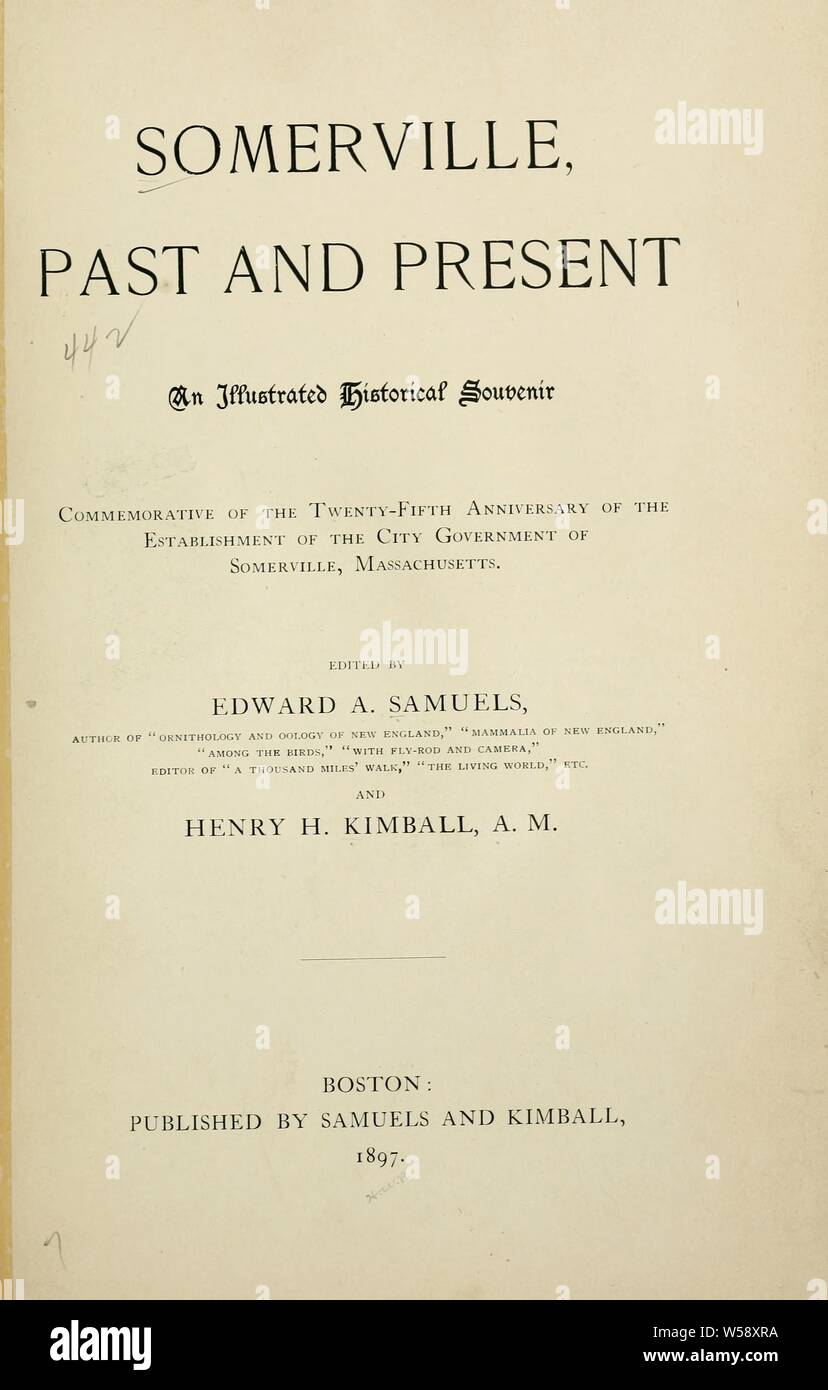 SOMERVILLE,
PAST AND PRESENT
442
An Illustrated Historical Souvenir
COMMEMORATIVE OF THE TWENTY-FIFTH ANNIVERSARY OF THE
ESTABLISHMENT OF THE CITY GOVERNMENT OF
SOMERVILLE, MASSACHUSETTS.
EDITED BY
EDWARD A. SAMUELS,
AUTHOR OF "ORNITHOLOGY AND OOLOGY OF NEW ENGLAND," "MAMMALIA OF NEW ENGLAND,"
"AMONG THE BIRDS," "WITH FLY-ROD AND CAMERA,"
EDITOR OF "A THOUSAND MILES' WALK," "THE LIVING WORLD," ETC.
AND
HENRY H. KIMBALL, A. M.
BOSTON:
PUBLISHED BY SAMUELS AND KIMBALL,
1897.
alamy
Image ID: W58XRA
www.alamy.com